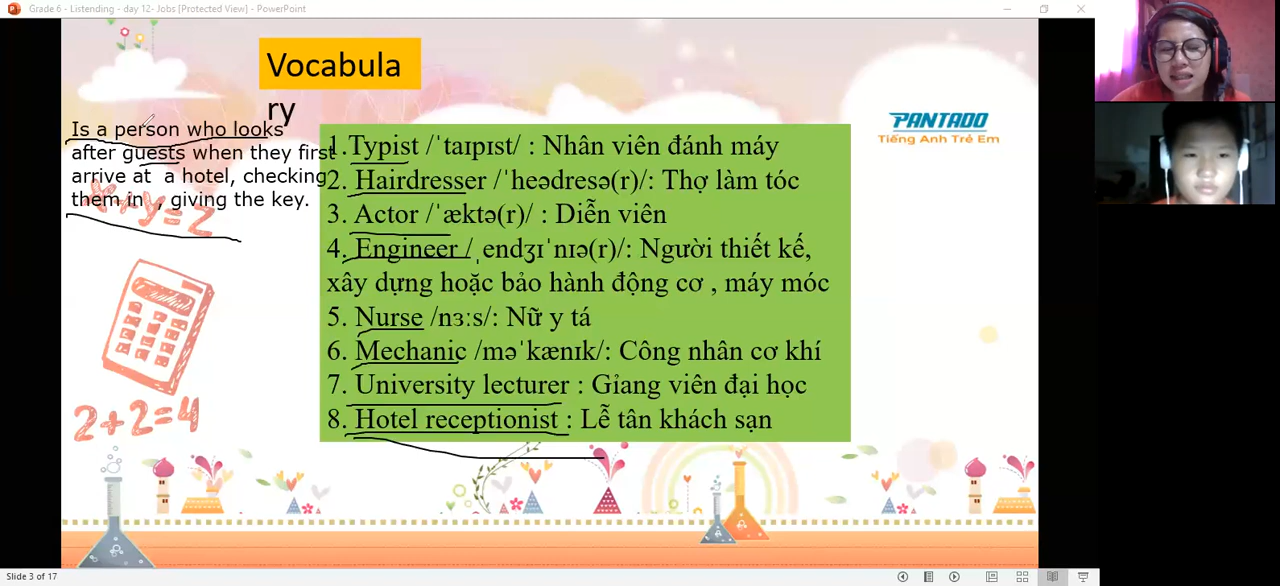 Grade 6 - Listending - day 12- Jobs [Protected View] - PowerPoint
Vocabula
ry
Is a person who looks
after guests when they first
arrive at a hotel, checking
them in , giving the key.
x+y=z
2+2=4
1.Typist /ˈtaɪpɪst/ : Nhân viên đánh máy
2. Hairdresser /ˈheədresə(r)/: Thợ làm tóc
3. Actor /ˈæktə(r)/ : Diễn viên
4. Engineer /ˌendʒɪˈnɪə(r)/: Người thiết kế,
xây dựng hoặc bảo hành động cơ , máy móc
5. Nurse /nɜːs/: Nữ y tá
6. Mechanic /məˈkænɪk/: Công nhân cơ khí
7. University lecturer : Gỉang viên đại học
8. Hotel receptionist : Lễ tân khách sạn
PANTADO
Tiếng Anh Trẻ Em
Slide 3 of 17